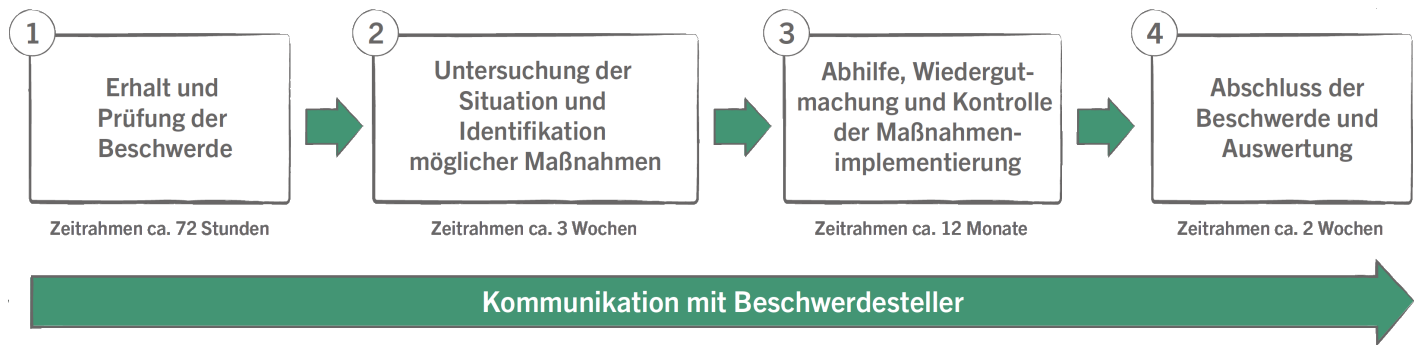 1
Erhalt und
Prüfung der
Beschwerde
Zeitrahmen ca. 72 Stunden
2
Untersuchung der
Situation und
Identifikation
möglicher Maßnahmen
Zeitrahmen ca. 3 Wochen
3
Abhilfe, Wiedergut-
machung und Kontrolle
der Maßnahmen-
implementierung
Zeitrahmen ca. 12 Monate
4
Abschluss der
Beschwerde und
Auswertung
Zeitrahmen ca. 2 Wochen
Kommunikation mit Beschwerdesteller